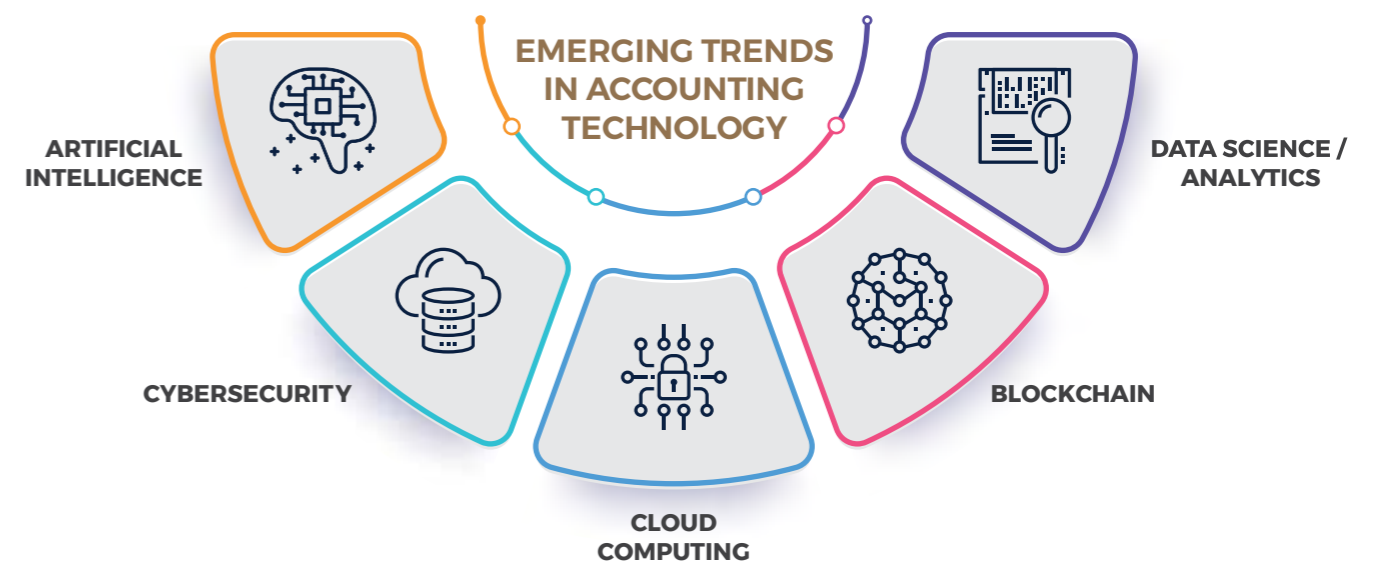 EMERGING TRENDS
IN ACCOUNTING
TECHNOLOGY
ARTIFICIAL
INTELLIGENCE
CYBERSECURITY
CLOUD
COMPUTING
BLOCKCHAIN
DATA SCIENCE /
ANALYTICS